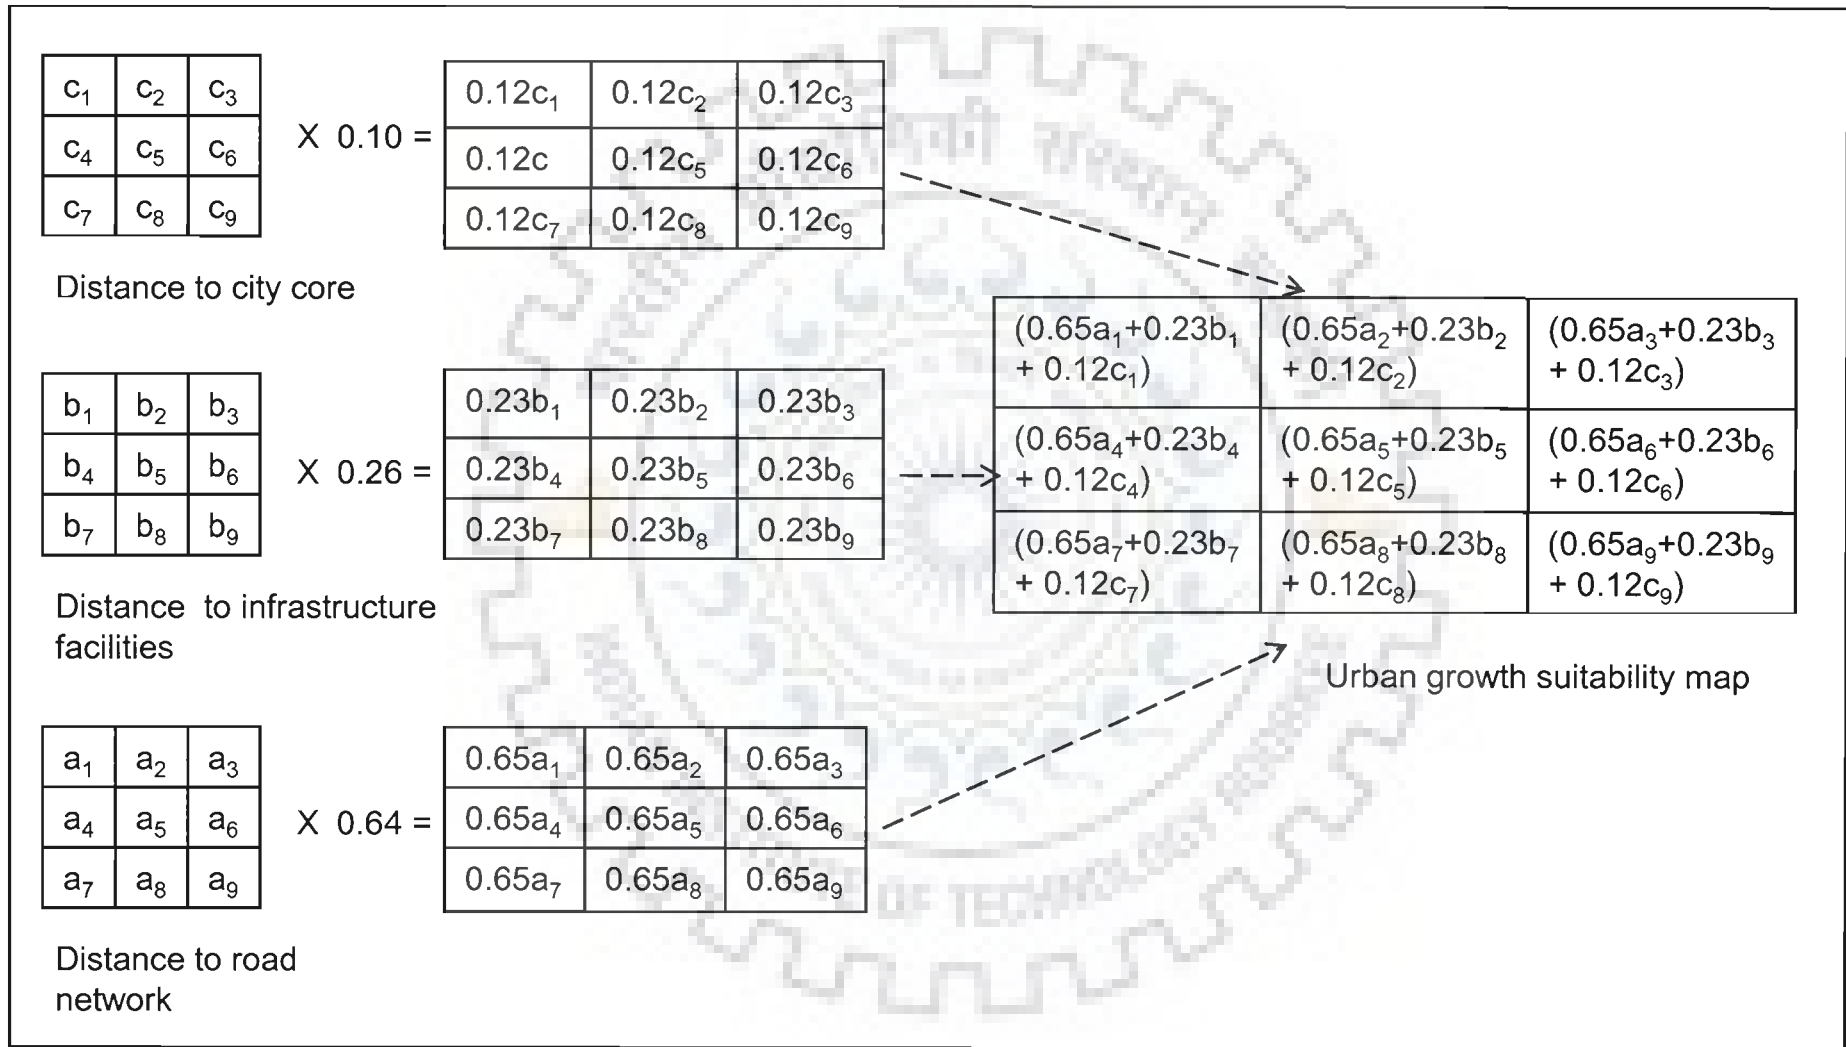 c₁ c₂ c₃
c₄ c₅ c₆
c₇ c₈ c₉
X 0.10 =
0.12c₁ 0.12c₂ 0.12c₃
0.12c 0.12c₅ 0.12c₆
0.12c₇ 0.12c₈ 0.12c₉
Distance to city core
b₁ b₂ b₃
b₄ b₅ b₆
b₇ b₈ b₉
X 0.26 =
0.23b₁ 0.23b₂ 0.23b₃
0.23b₄ 0.23b₅ 0.23b₆
0.23b₇ 0.23b₈ 0.23b₉
Distance to infrastructure
facilities
a₁ a₂ a₃
a₄ a₅ a₆
a₇ a₈ a₉
X 0.64 =
0.65a₁ 0.65a₂ 0.65a₃
0.65a₄ 0.65a₅ 0.65a₆
0.65a₇ 0.65a₈ 0.65a₉
Distance to road
network
(0.65a₁+0.23b₁ (0.65a₂+0.23b₂ (0.65a₃+0.23b₃
+ 0.12c₁) + 0.12c₂) + 0.12c₃)
(0.65a₄+0.23b₄ (0.65a₅+0.23b₅ (0.65a₆+0.23b₆
+ 0.12c₄) + 0.12c₅) + 0.12c₆)
(0.65a₇+0.23b₇ (0.65a₈+0.23b₈ (0.65a₉+0.23b₉
+ 0.12c₇) + 0.12c₈) + 0.12c₉)
Urban growth suitability map
OF TECHNOLOGY